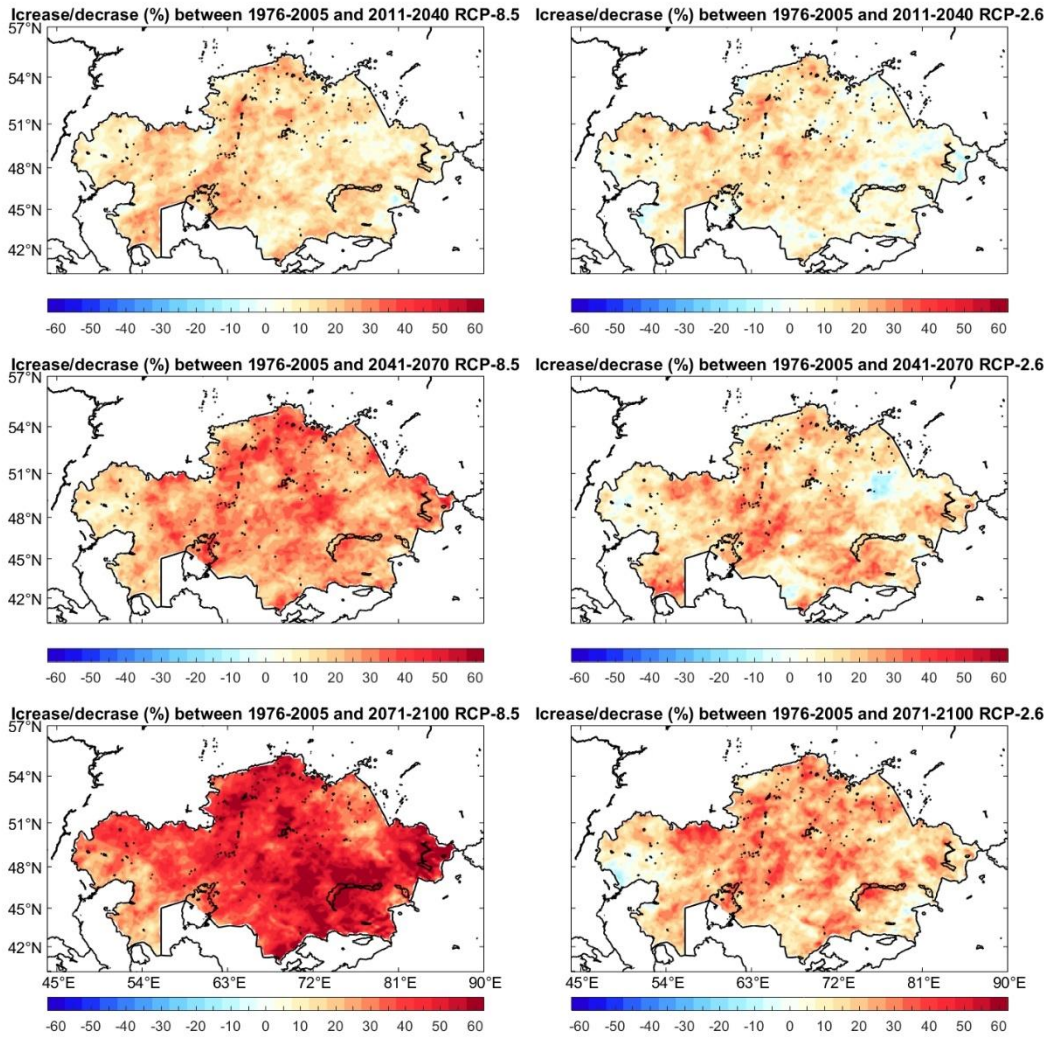 Icrease/decrase (%) between 1976-2005 and 2011-2040 RCP-8.5
57°N
54°N
51°N
48°N
45°N
42°N
-60 -50 -40 -30 -20 -10 0 10 20 30 40 50 60
Icrease/decrase (%) between 1976-2005 and 2011-2040 RCP-2.6
-60 -50 -40 -30 -20 -10 0 10 20 30 40 50 60
Icrease/decrase (%) between 1976-2005 and 2041-2070 RCP-8.5
57°N
54°N
51°N
48°N
45°N
42°N
-60 -50 -40 -30 -20 -10 0 10 20 30 40 50 60
Icrease/decrase (%) between 1976-2005 and 2041-2070 RCP-2.6
-60 -50 -40 -30 -20 -10 0 10 20 30 40 50 60
Icrease/decrase (%) between 1976-2005 and 2071-2100 RCP-8.5
57°N
54°N
51°N
48°N
45°N
42°N
45°E 54°E 63°E 72°E 81°E 90°E
-60 -50 -40 -30 -20 -10 0 10 20 30 40 50 60
Icrease/decrase (%) between 1976-2005 and 2071-2100 RCP-2.6
45°E 54°E 63°E 72°E 81°E 90°E
-60 -50 -40 -30 -20 -10 0 10 20 30 40 50 60